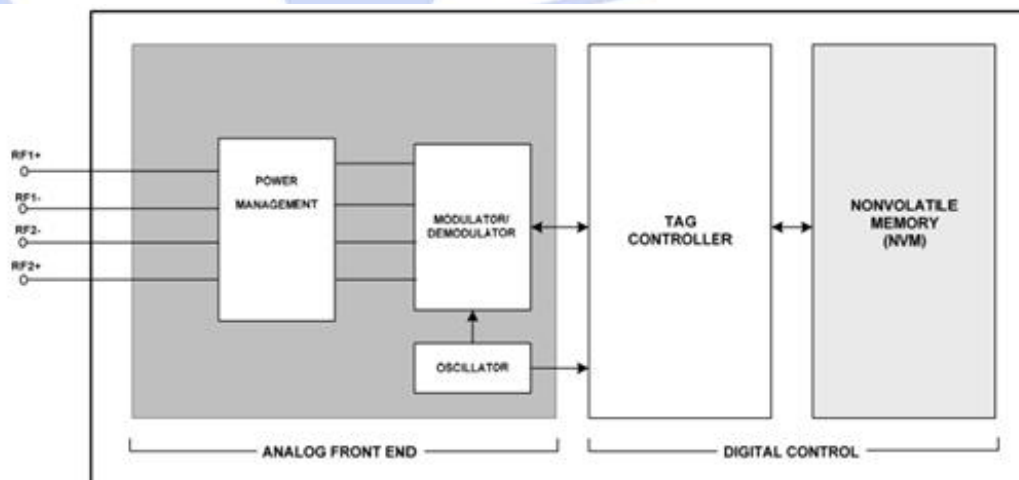 RF1+
RF1-
RF2-
RF2+
POWER
MANAGEMENT
MODULATOR/
DEMODULATOR
OSCILLATOR
TAG
CONTROLLER
NONVOLATILE
MEMORY
(NVM)
ANALOG FRONT END
DIGITAL CONTROL